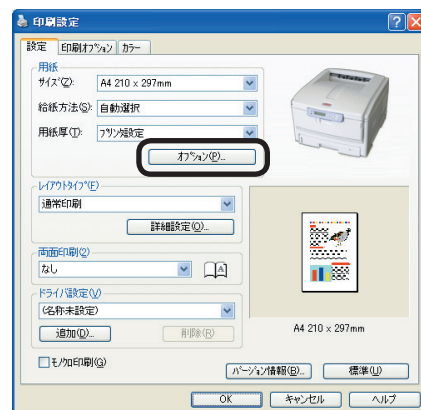 印刷設定
設定 印刷ｵﾌﾟｼｮﾝ ｶﾗｰ
用紙
ｻｲｽﾞ(Z): A4 210 x 297mm
給紙方法(S): 自動選択
用紙厚(T): ﾌﾟﾘﾝﾀ設定
ｵﾌﾟｼｮﾝ(P)...
ﾚｲｱｳﾄﾀｲﾌﾟ(F)
通常印刷
詳細設定(O)...
両面印刷(2)
なし
A
ﾄﾞﾗｲﾊﾞ設定(V)
(名称未設定)
追加(D)...
削除(R)
A4 210 x 297mm
ﾓﾉｸﾛ印刷(G)
ﾊﾞｰｼﾞｮﾝ情報(B)...
標準(U)
OK
ｷｬﾝｾﾙ
ﾍﾙﾌﾟ